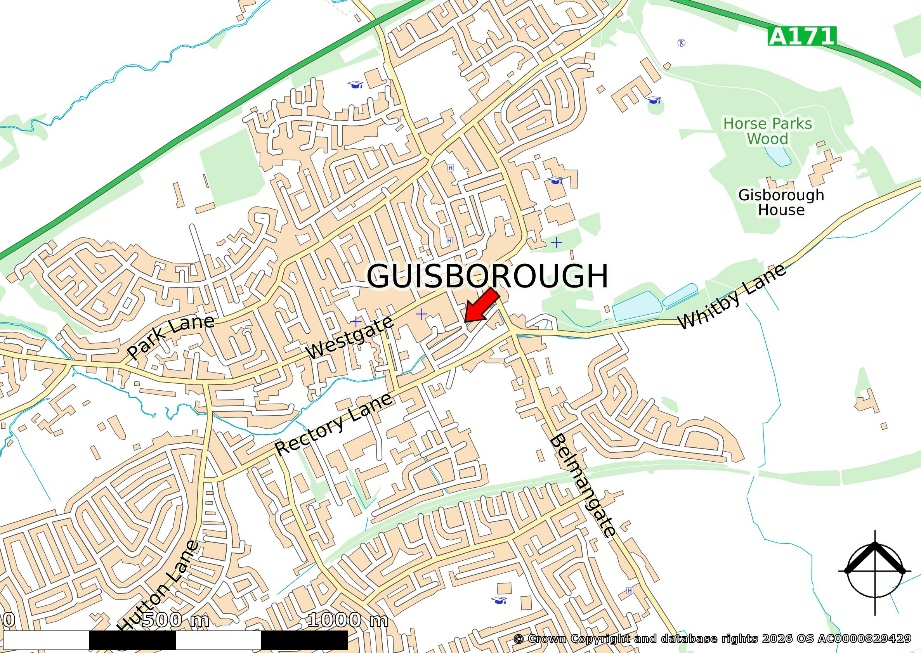 A171
Horse Parks
Wood
Gisborough
House
GUISBOROUGH
Whitby Lane
Park Lane
Westgate
Rectory Lane
Belmangate
Hutton Lane
0 500 m 1000 m
© Crown Copyright and database rights 2026 OS AC0000829429